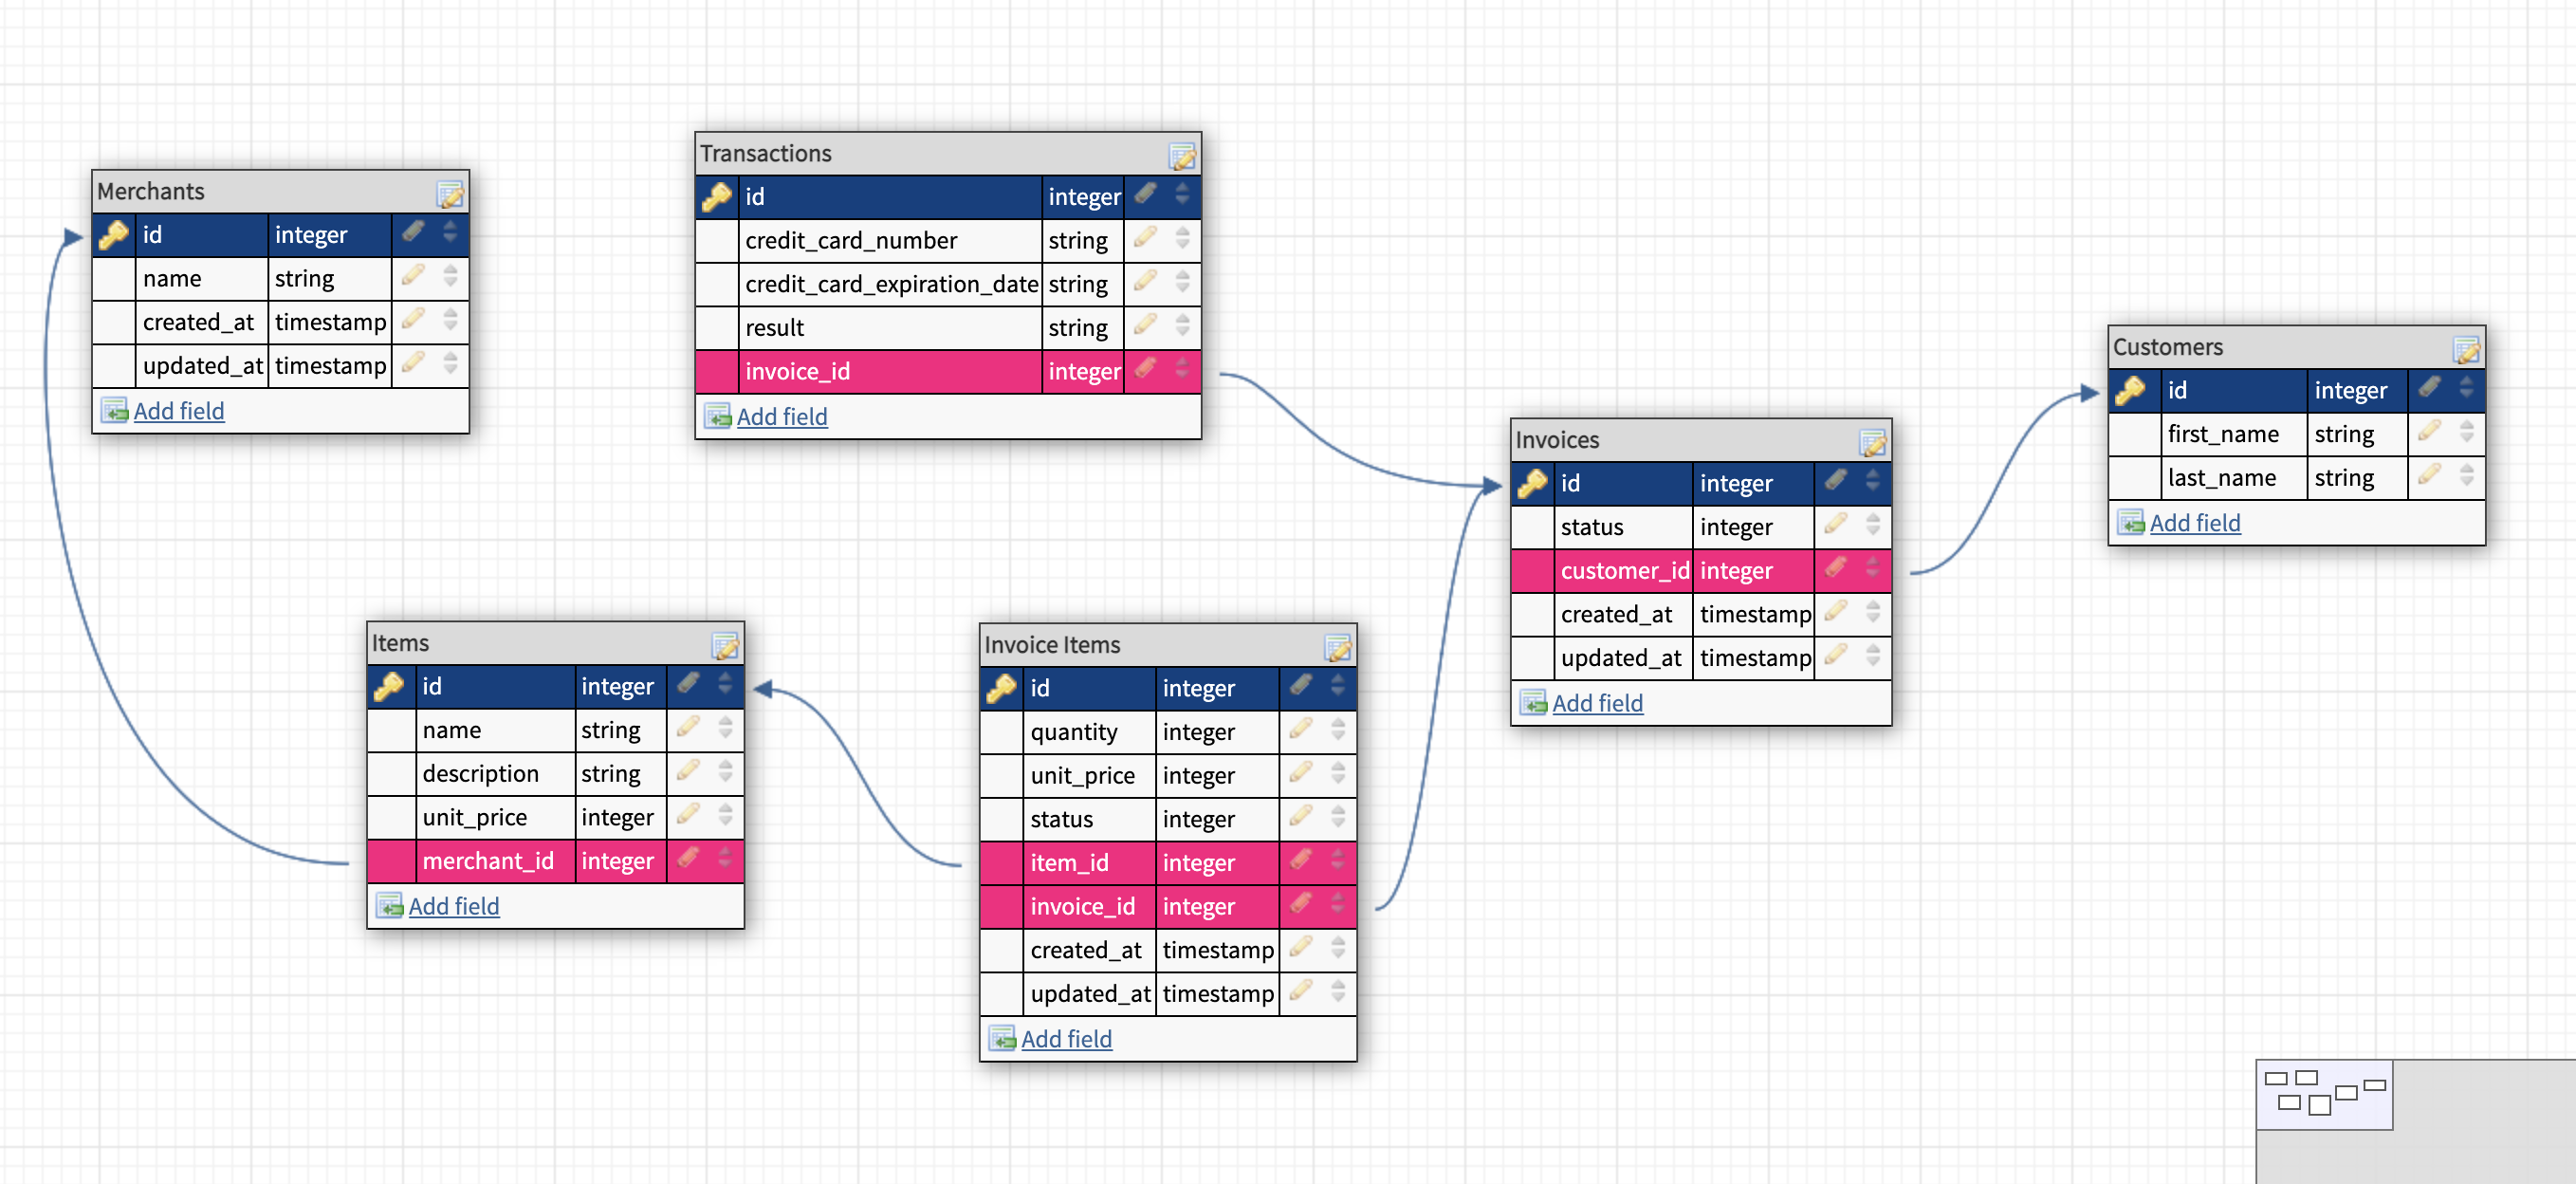 Merchants
id integer
name string
created_at timestamp
updated_at timestamp
Add field
Transactions
id integer
credit_card_number string
credit_card_expiration_date string
result string
invoice_id integer
Add field
Customers
id integer
first_name string
last_name string
Add field
Invoices
id integer
status integer
customer_id integer
created_at timestamp
updated_at timestamp
Add field
Items
id integer
name string
description string
unit_price integer
merchant_id integer
Add field
Invoice Items
id integer
quantity integer
unit_price integer
status integer
item_id integer
invoice_id integer
created_at timestamp
updated_at timestamp
Add field